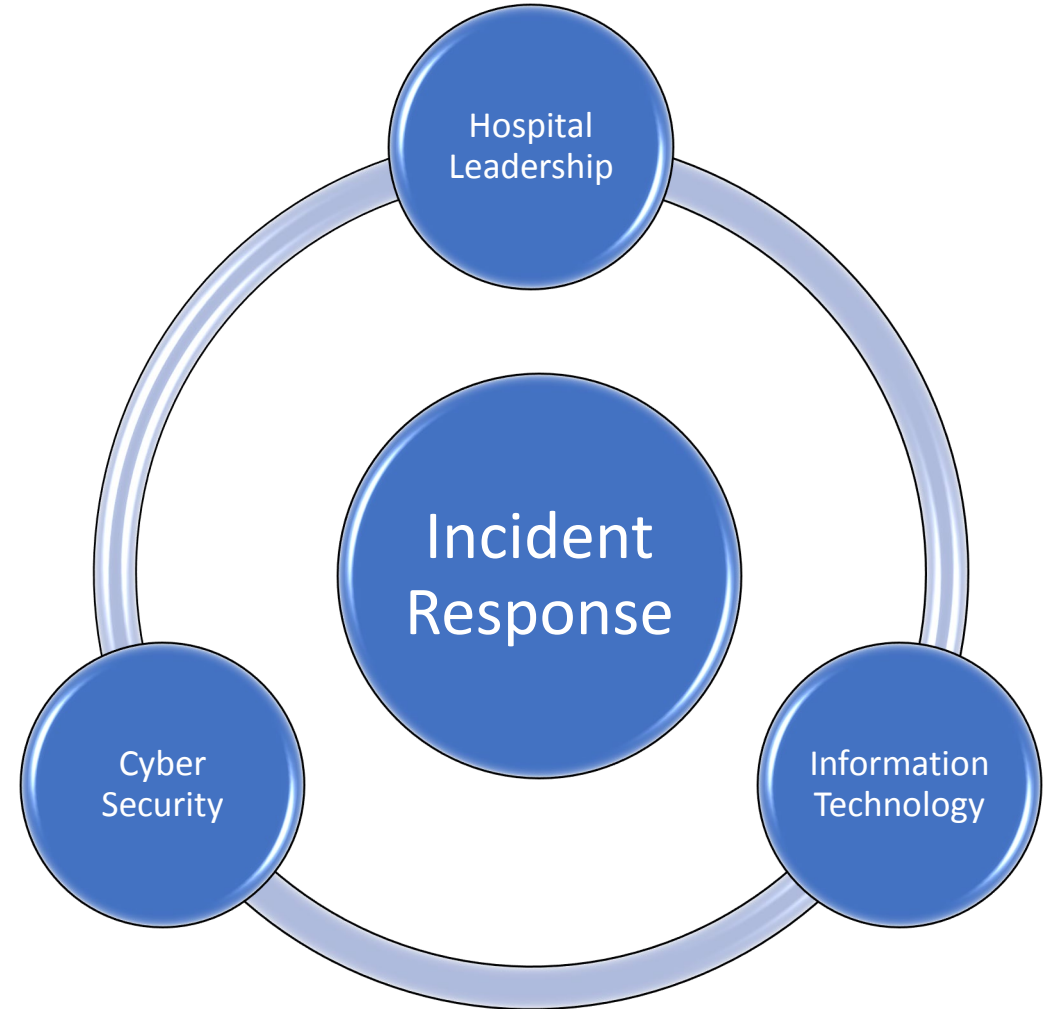 Hospital
Leadership
Incident
Response
Cyber
Security
Information
Technology